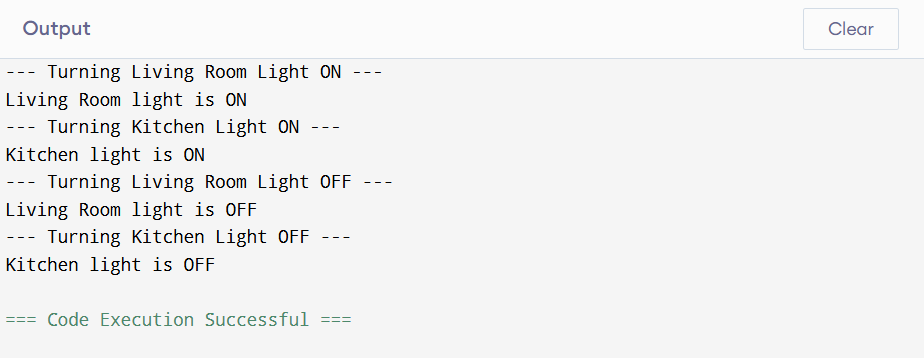 Output
Clear
--- Turning Living Room Light ON ---
Living Room light is ON
--- Turning Kitchen Light ON ---
Kitchen light is ON
--- Turning Living Room Light OFF ---
Living Room light is OFF
--- Turning Kitchen Light OFF ---
Kitchen light is OFF
=== Code Execution Successful ===